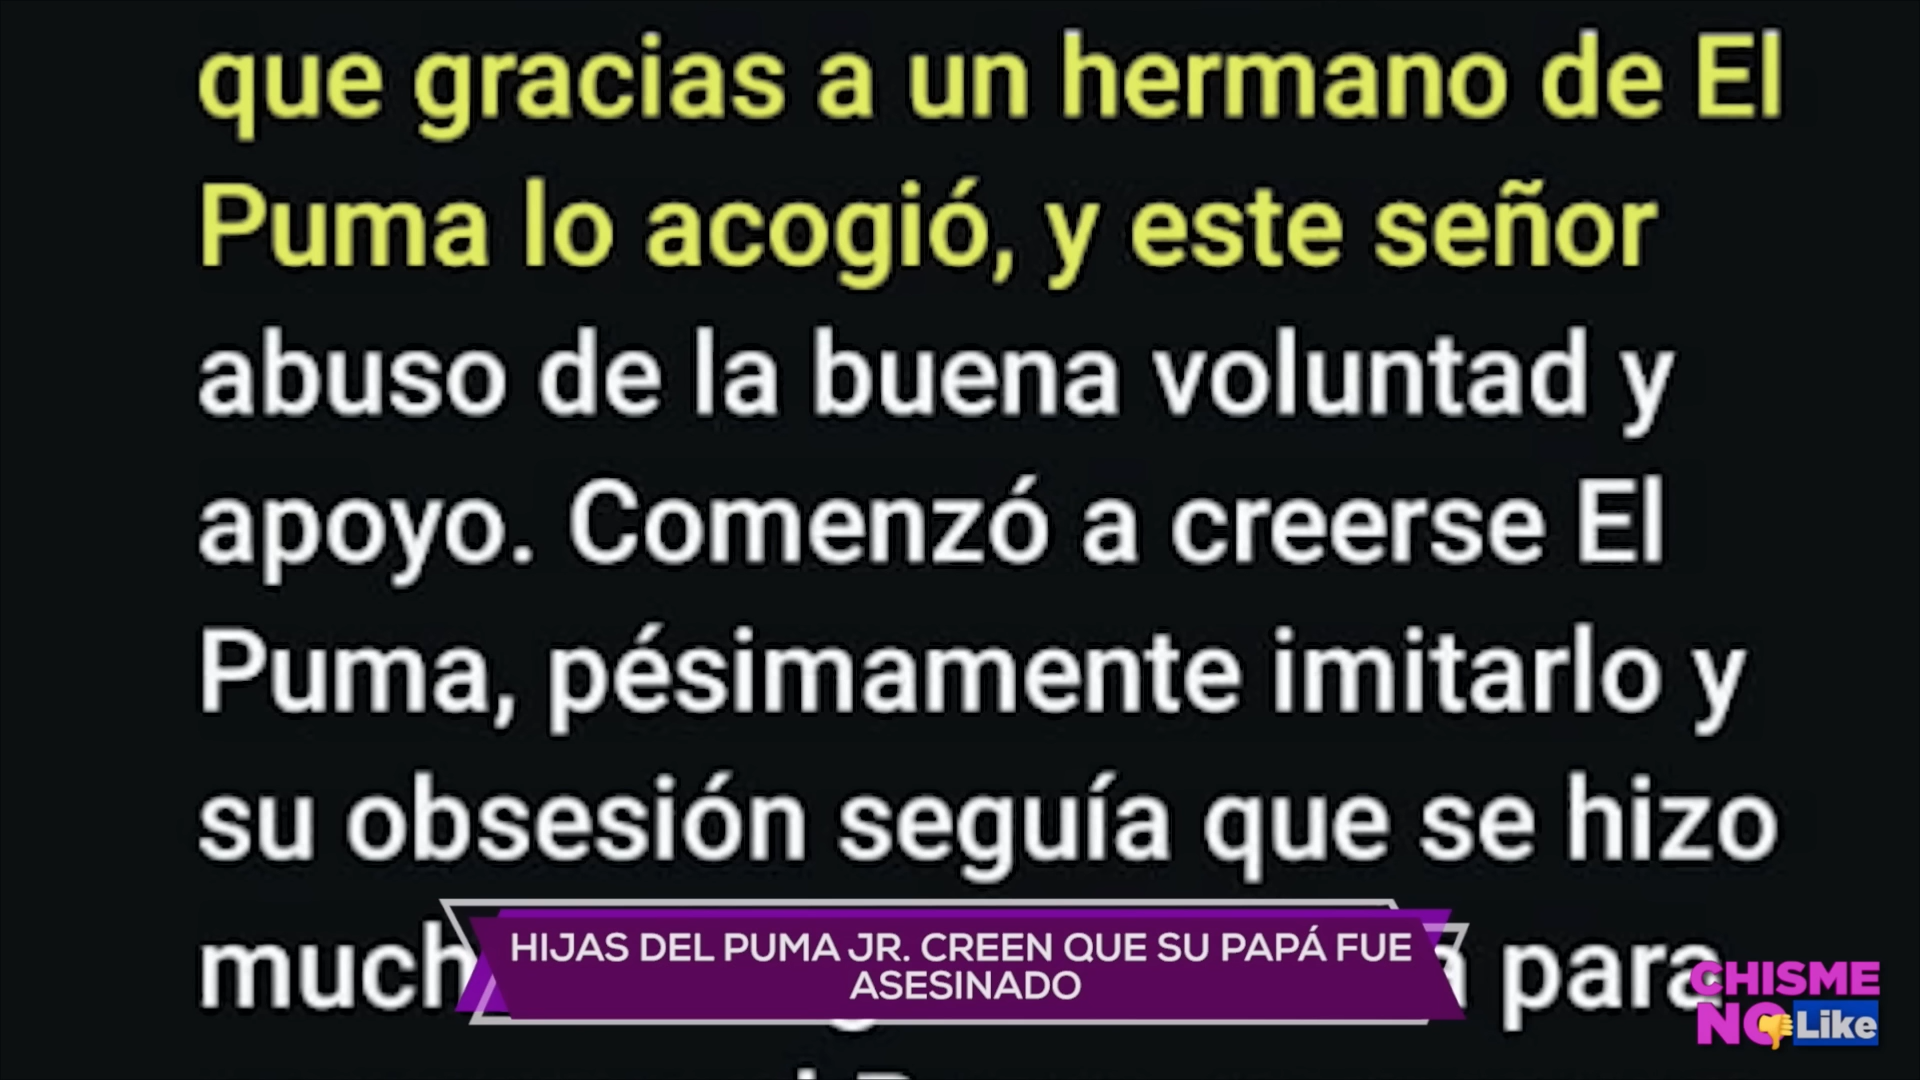 que gracias a un hermano de El
Puma lo acogió, y este señor
abuso de la buena voluntad y
apoyo. Comenzó a creerse El
Puma, pésimamente imitarlo y
su obsesión seguía que se hizo
para
HIJAS DEL PUMA JR. CREEN QUE SU PAPÁ FUE
ASESINADO
CHISME
NO Like